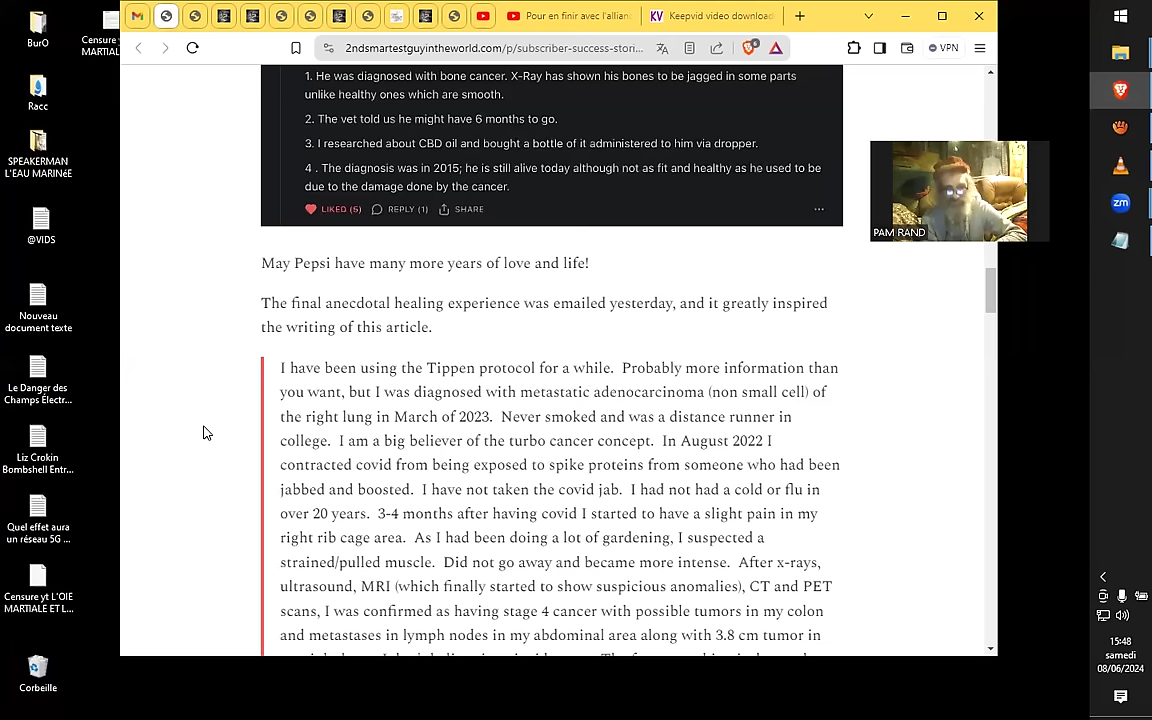 BurO
Censure yt
MARTIAL
Racc
SPEAKERMAN
L'EAU MARINéE
@VIDS
Nouveau
document texte
Le Danger des
Champs Électr...
Liz Crokin
Bombshell Entr...
Quel effet aura
un réseau 5G ...
Censure yt L'OIE
MARTIALE ET L...
Corbeille
Pour en finir avec l'allian
KV Keepvid video download
2ndsmartestguyintheworld.com/p/subscriber-success-stori...
VPN
1. He was diagnosed with bone cancer. X-Ray has shown his bones to be jagged in some parts
unlike healthy ones which are smooth.
2. The vet told us he might have 6 months to go.
3. I researched about CBD oil and bought a bottle of it administered to him via dropper.
4 . The diagnosis was in 2015; he is still alive today although not as fit and healthy as he used to be
due to the damage done by the cancer.
LIKED (5) REPLY (1) SHARE
May Pepsi have many more years of love and life!
The final anecdotal healing experience was emailed yesterday, and it greatly inspired
the writing of this article.
I have been using the Tippen protocol for a while. Probably more information than
you want, but I was diagnosed with metastatic adenocarcinoma (non small cell) of
the right lung in March of 2023. Never smoked and was a distance runner in
college. I am a big believer of the turbo cancer concept. In August 2022 I
contracted covid from being exposed to spike proteins from someone who had been
jabbed and boosted. I have not taken the covid jab. I had not had a cold or flu in
over 20 years. 3-4 months after having covid I started to have a slight pain in my
right rib cage area. As I had been doing a lot of gardening, I suspected a
strained/pulled muscle. Did not go away and became more intense. After x-rays,
ultrasound, MRI (which finally started to show suspicious anomalies), CT and PET
scans, I was confirmed as having stage 4 cancer with possible tumors in my colon
and metastases in lymph nodes in my abdominal area along with 3.8 cm tumor in
PAM RAND
zm
15:48
samedi
08/06/2024